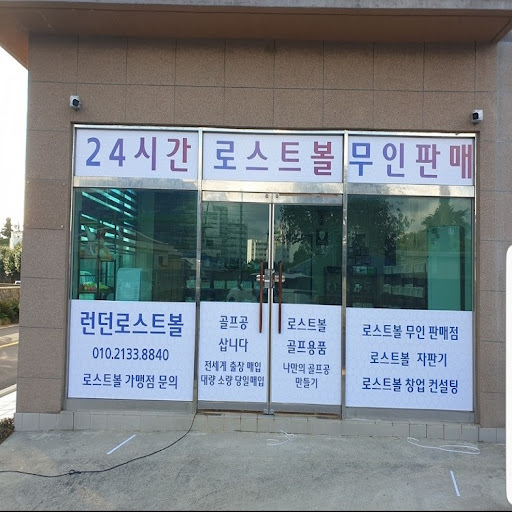 24시간 로스트볼 무인판매
런던로스트볼
010.2133.8840
로스트볼 가맹점 문의
골프공
삽니다
전세계 출장 매입
대량 소량 당일매입
로스트볼
골프용품
나만의 골프공
만들기
로스트볼 무인 판매점
로스트볼 자판기
로스트볼 창업 컨설팅